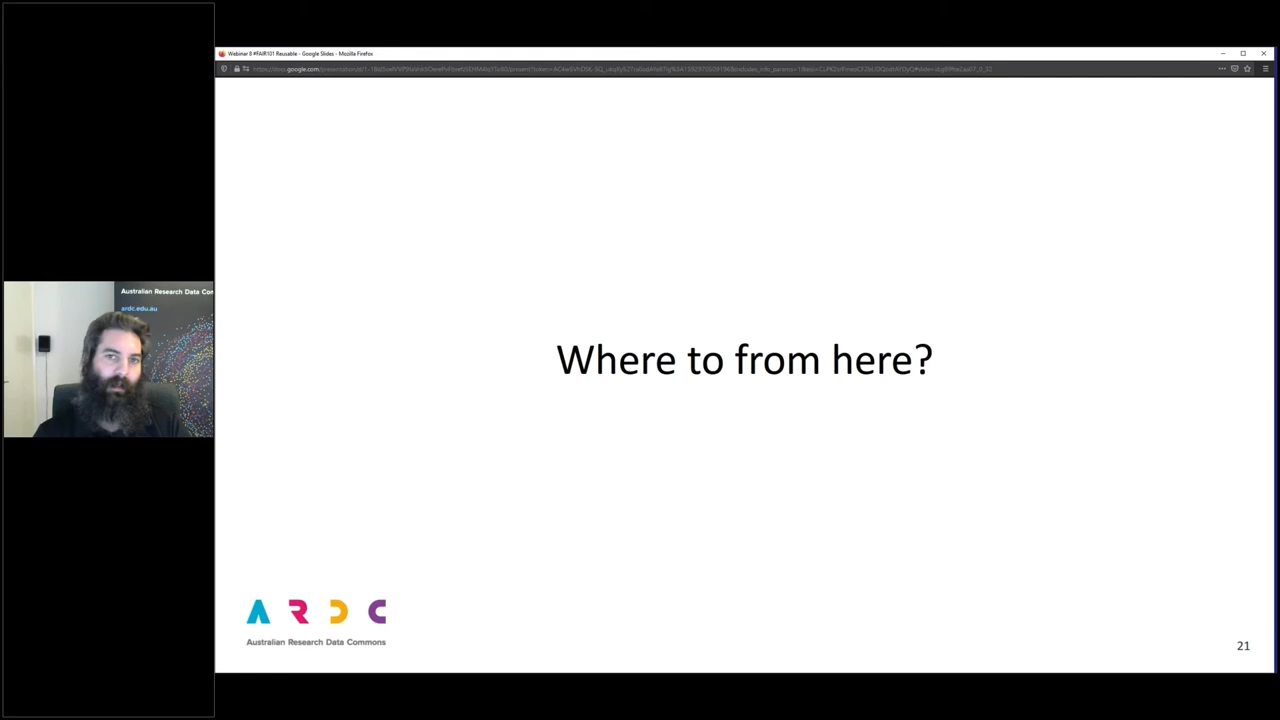 Webinar 8 #FAIR101 Reusable - Google Slides - Mozilla Firefox
Australian Research Data Com
ardc.edu.au
Where to from here?
ARDC
Australian Research Data Commons
21